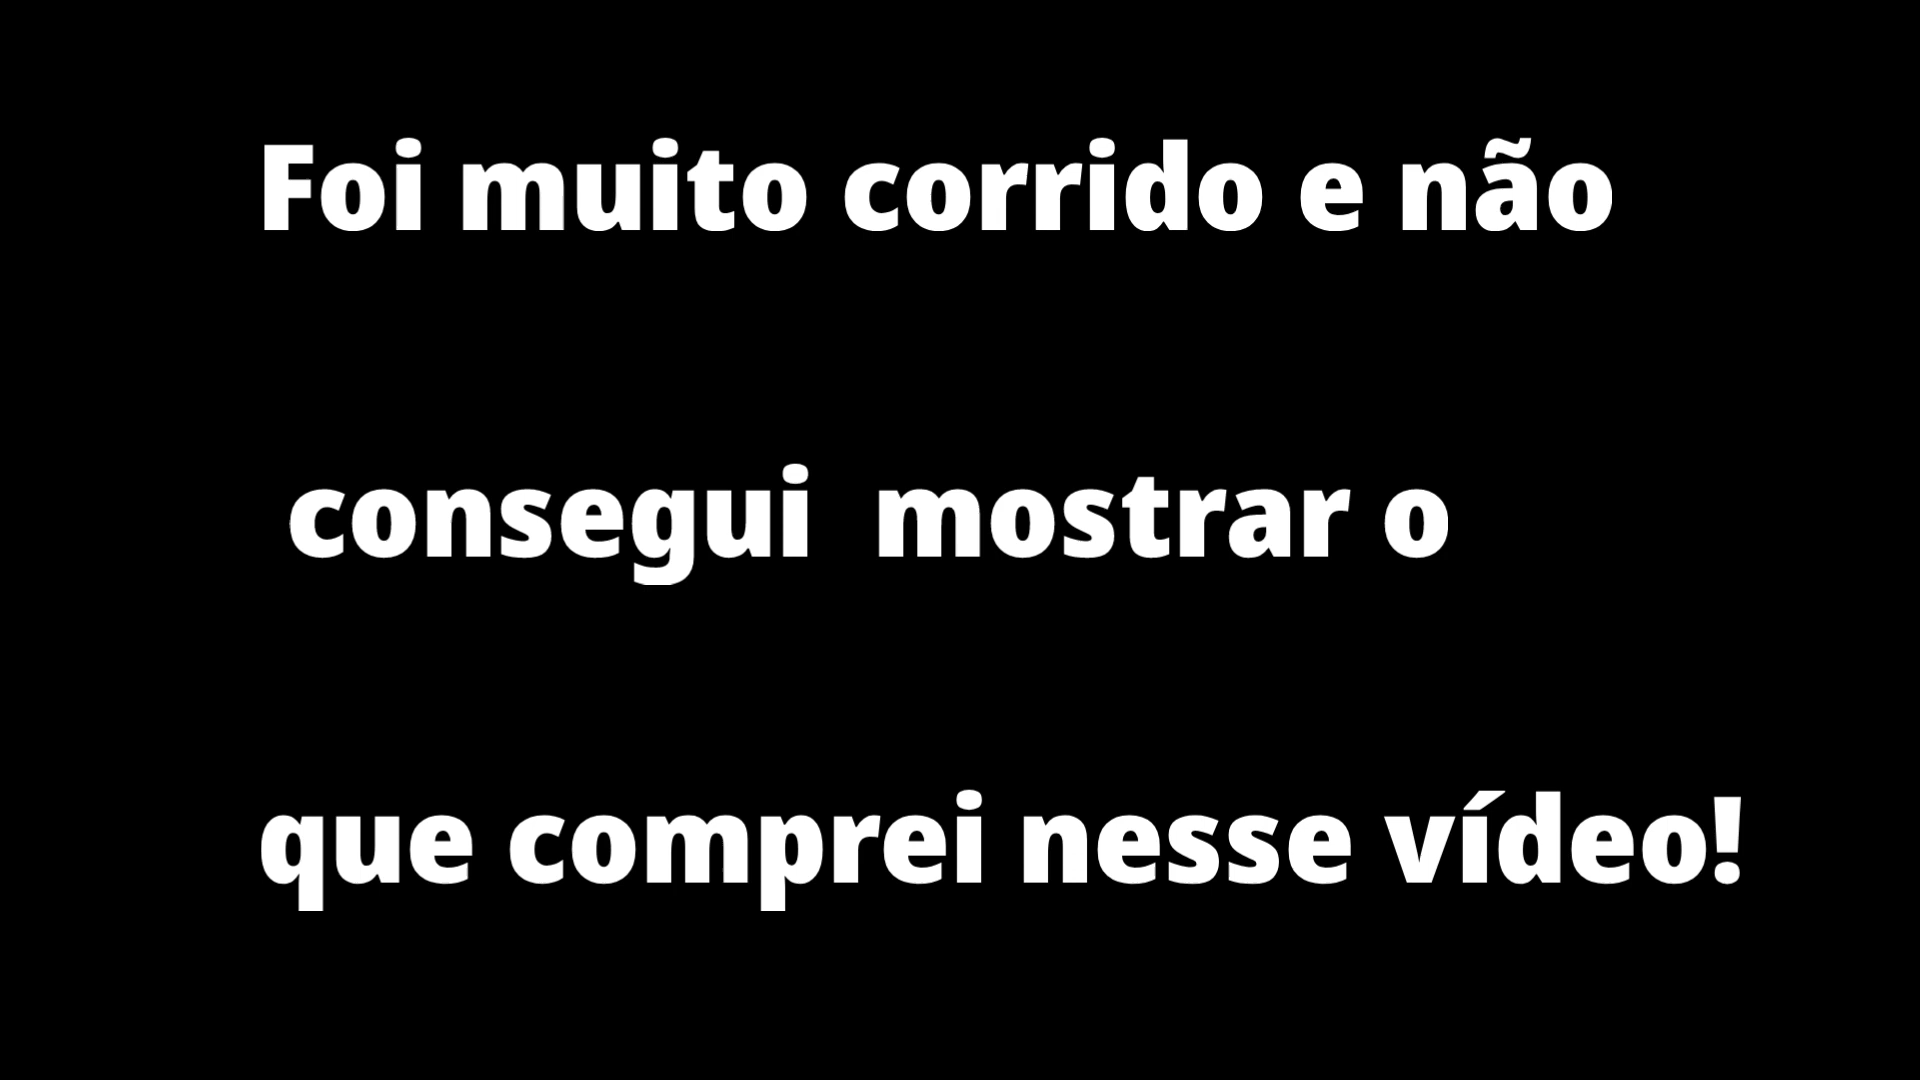 Foi muito corrido e não
consegui  mostrar o
que comprei nesse vídeo!